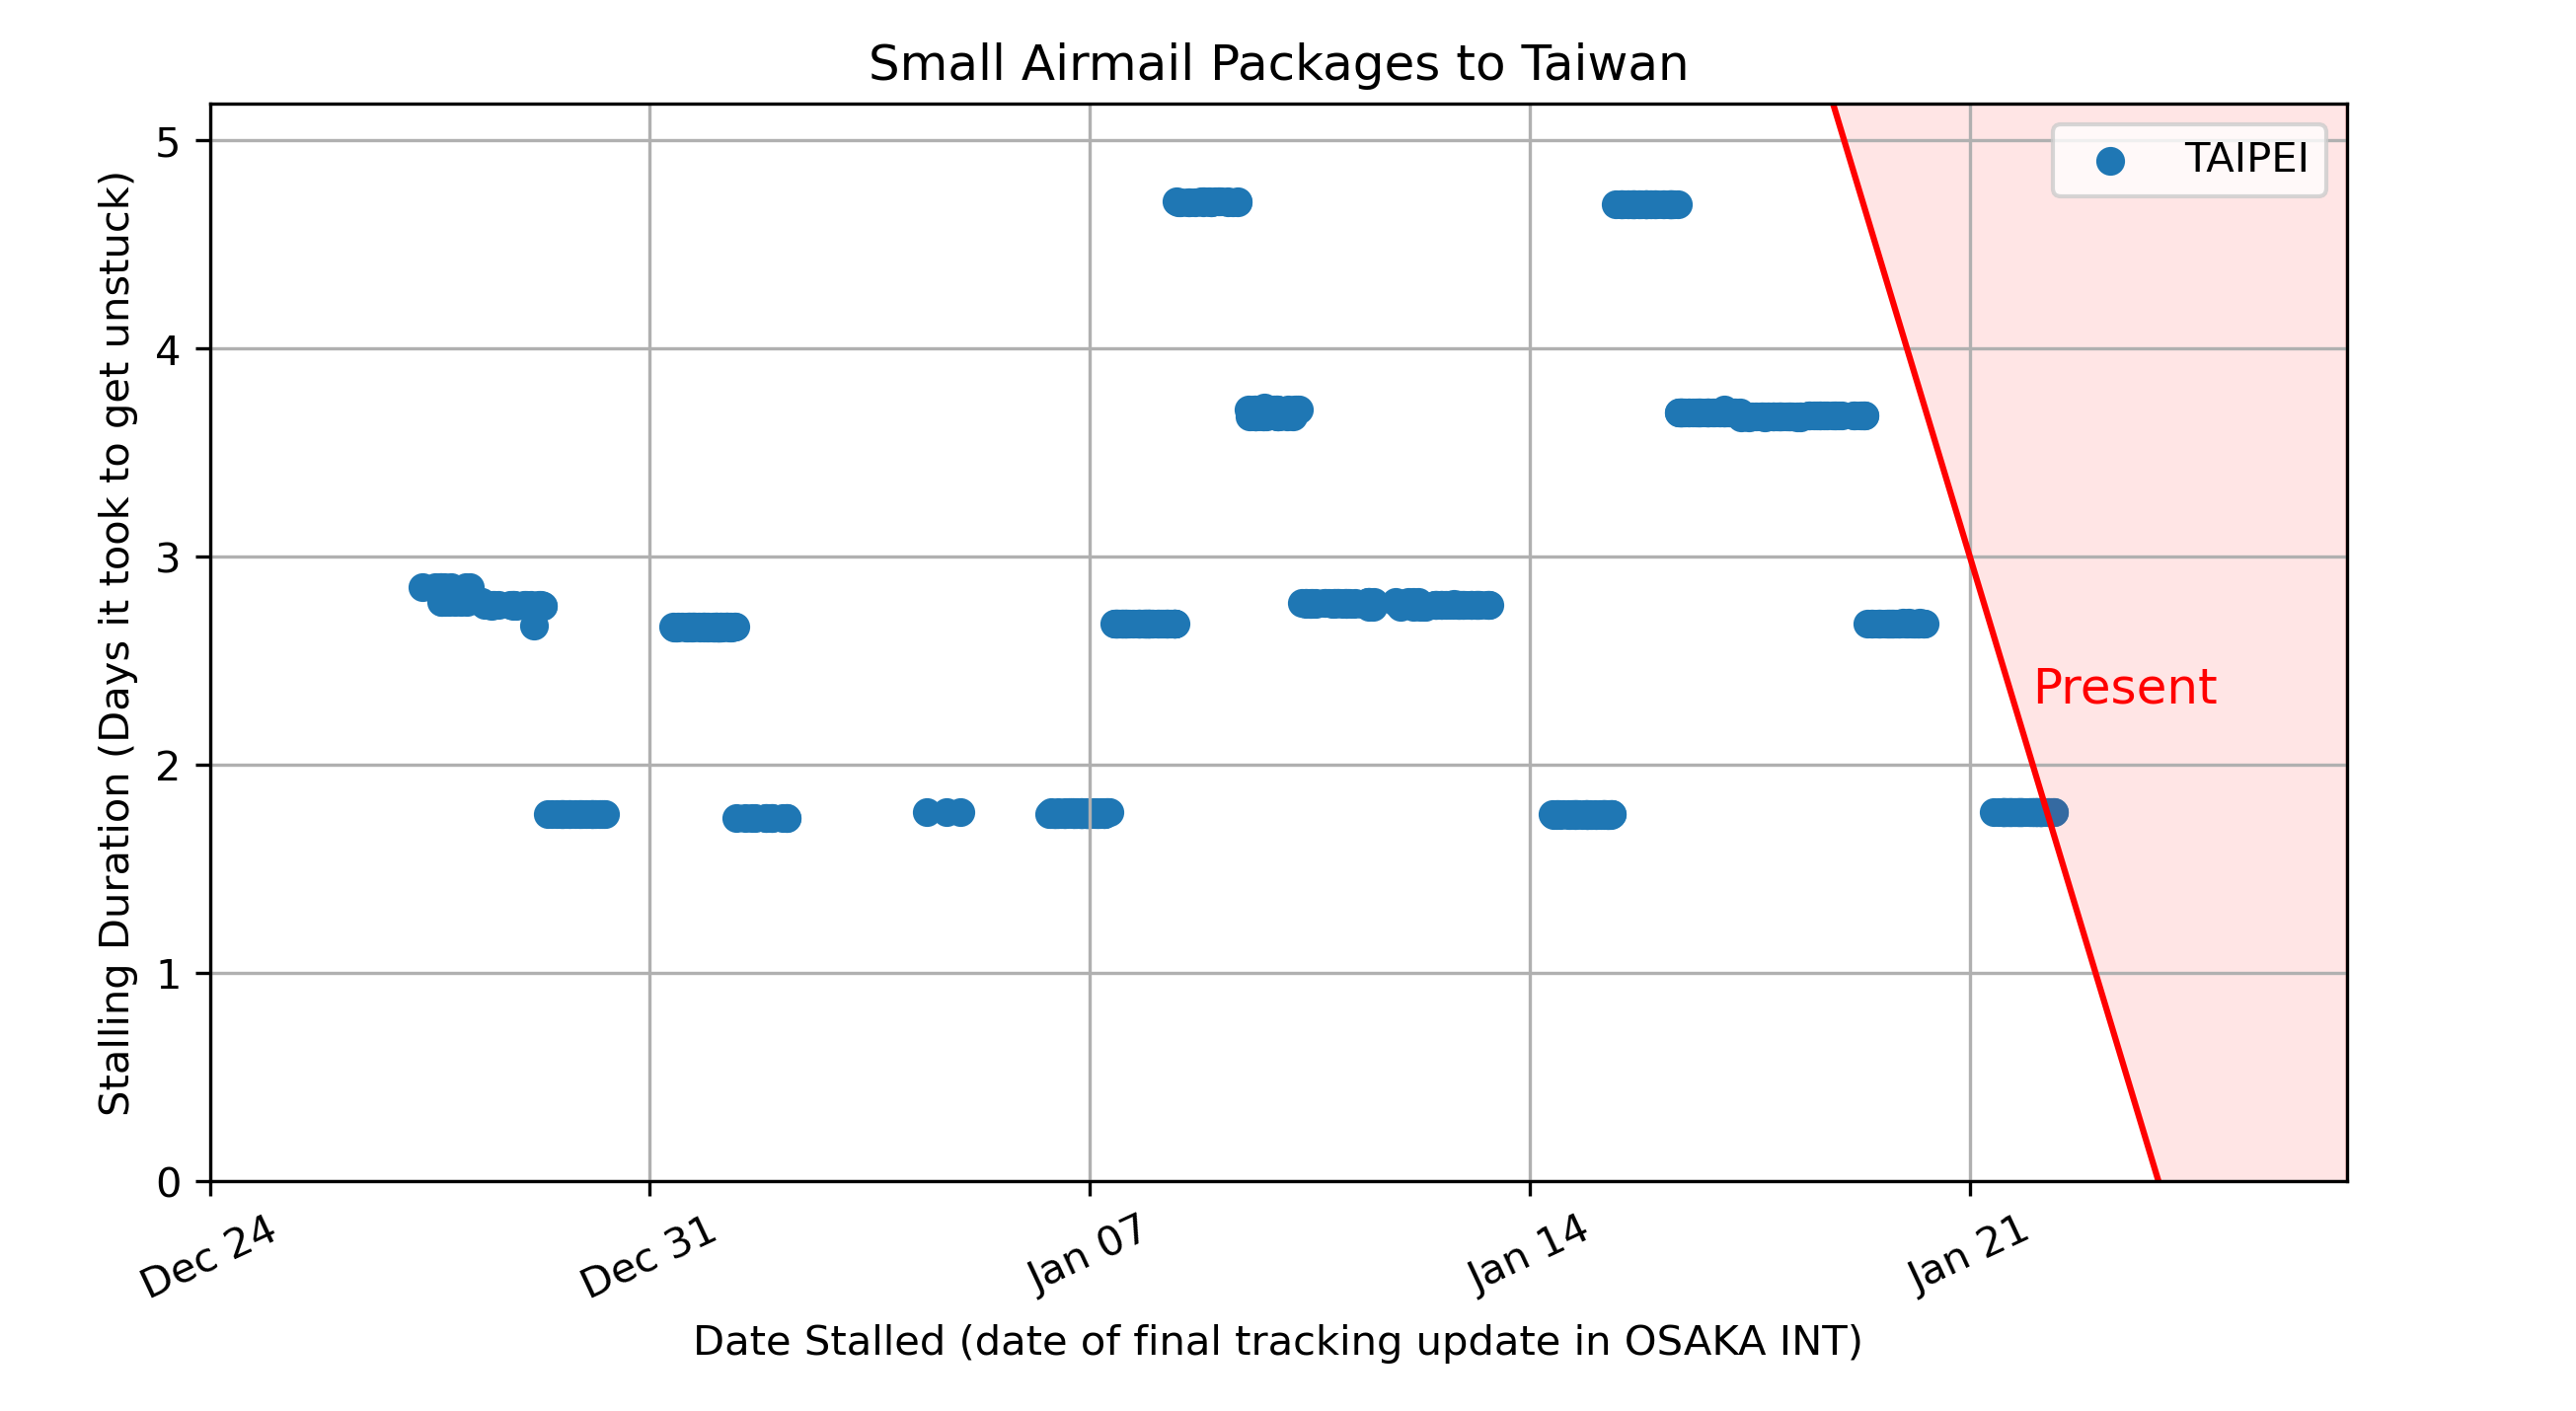 Small Airmail Packages to Taiwan
Stalling Duration (Days it took to get unstuck)
5
4
3
2
1
0
TAIPEI
Present
Dec 24
Dec 31
Jan 07
Jan 14
Jan 21
Date Stalled (date of final tracking update in OSAKA INT)